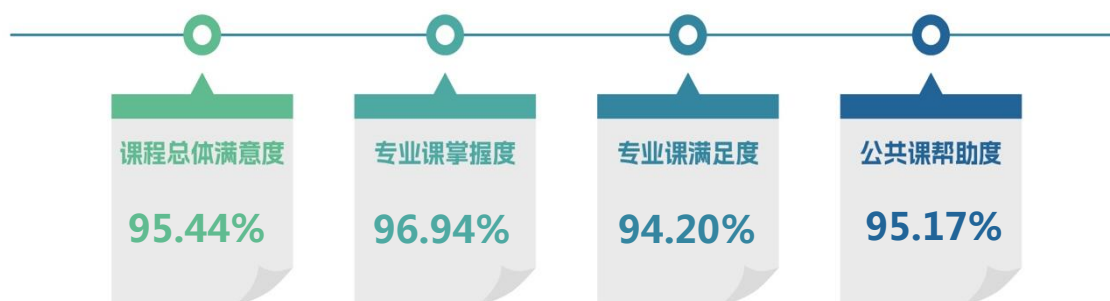 课程总体满意度
95.44%
专业课掌握度
96.94%
专业课满足度
94.20%
公共课帮助度
95.17%